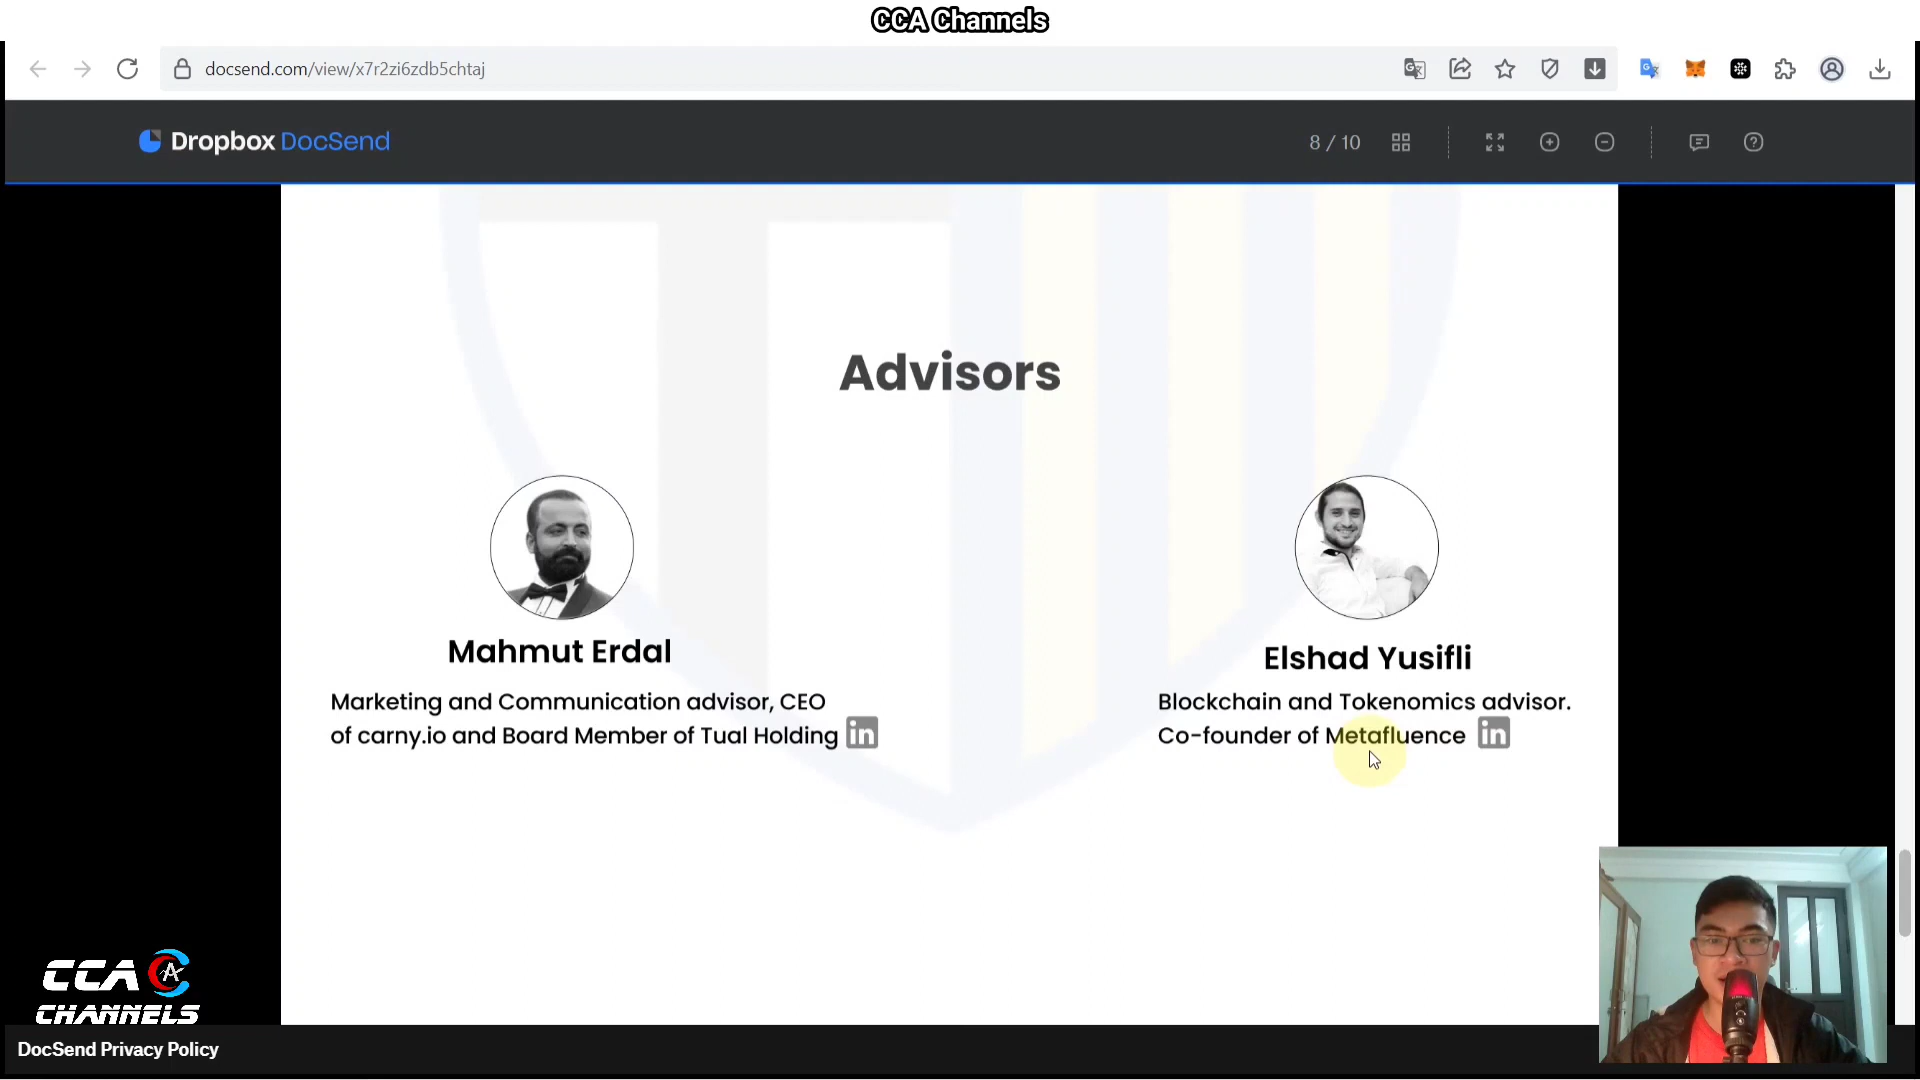 CCA Channels
docsend.com/view/x7r2zi6zdb5chtaj
Dropbox DocSend
8 / 10
Advisors
Mahmut Erdal
Marketing and Communication advisor, CEO
of carny.io and Board Member of Tual Holding
in
Elshad Yusifli
Blockchain and Tokenomics advisor.
Co-founder of Metafluence
in
CCA
CHANNELS
DocSend Privacy Policy